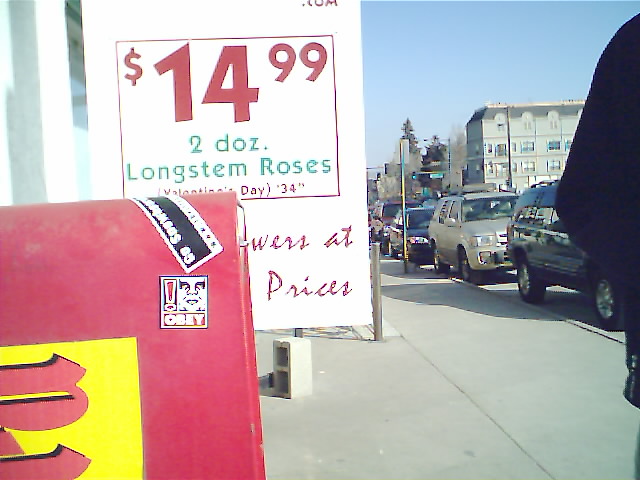 .COM
$14.99
2 doz.
Longstem Roses
(Valentine's Day) '34"
wers at
Prices
OBEY